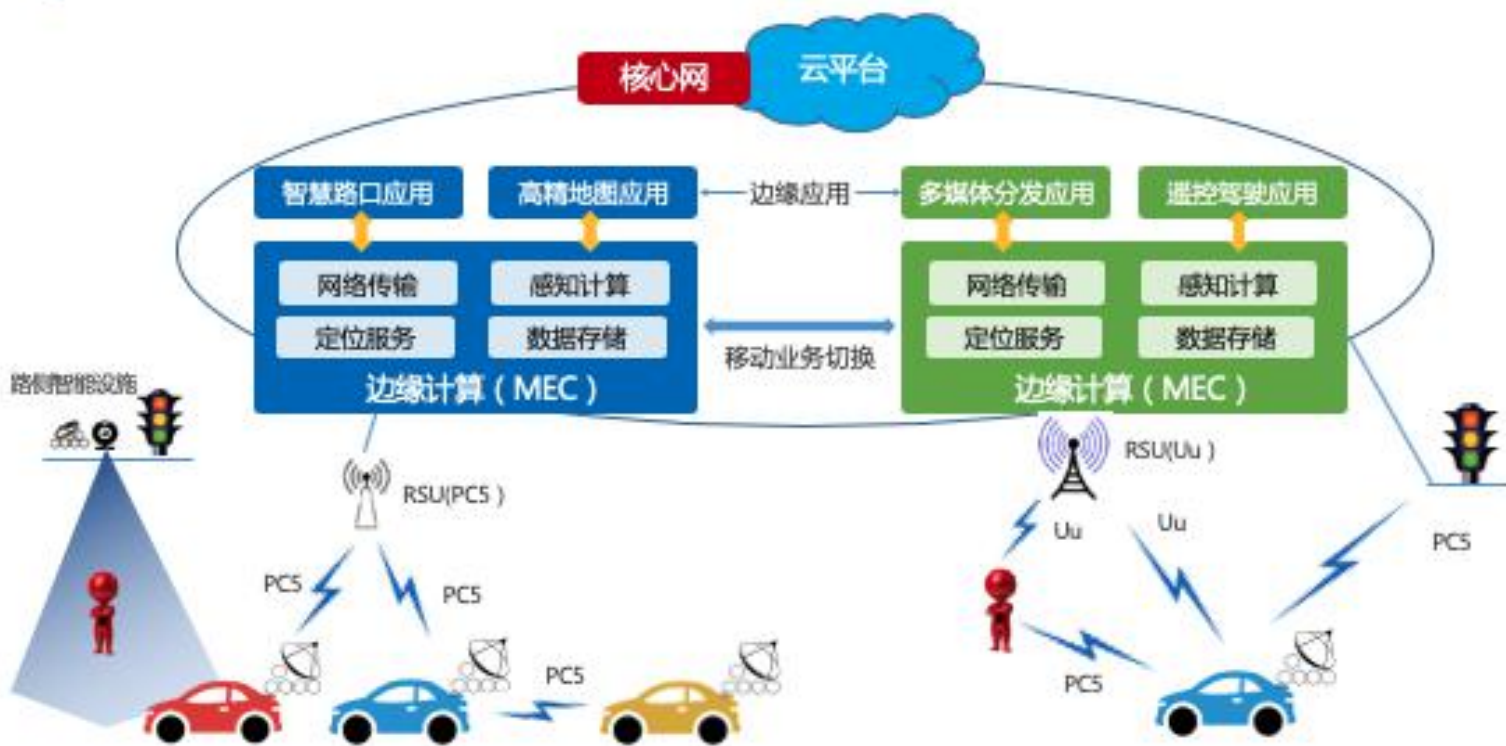 核心网
云平台
智慧路口应用
高精地图应用
边缘应用
多媒体分发应用
遥控驾驶应用
网络传输
感知计算
定位服务
数据存储
边缘计算（MEC）
移动业务切换
网络传输
感知计算
定位服务
数据存储
边缘计算（MEC）
路侧智能设施
RSU(PC5）
RSU(Uu）
Uu
Uu
PC5
PC5
PC5
PC5
PC5